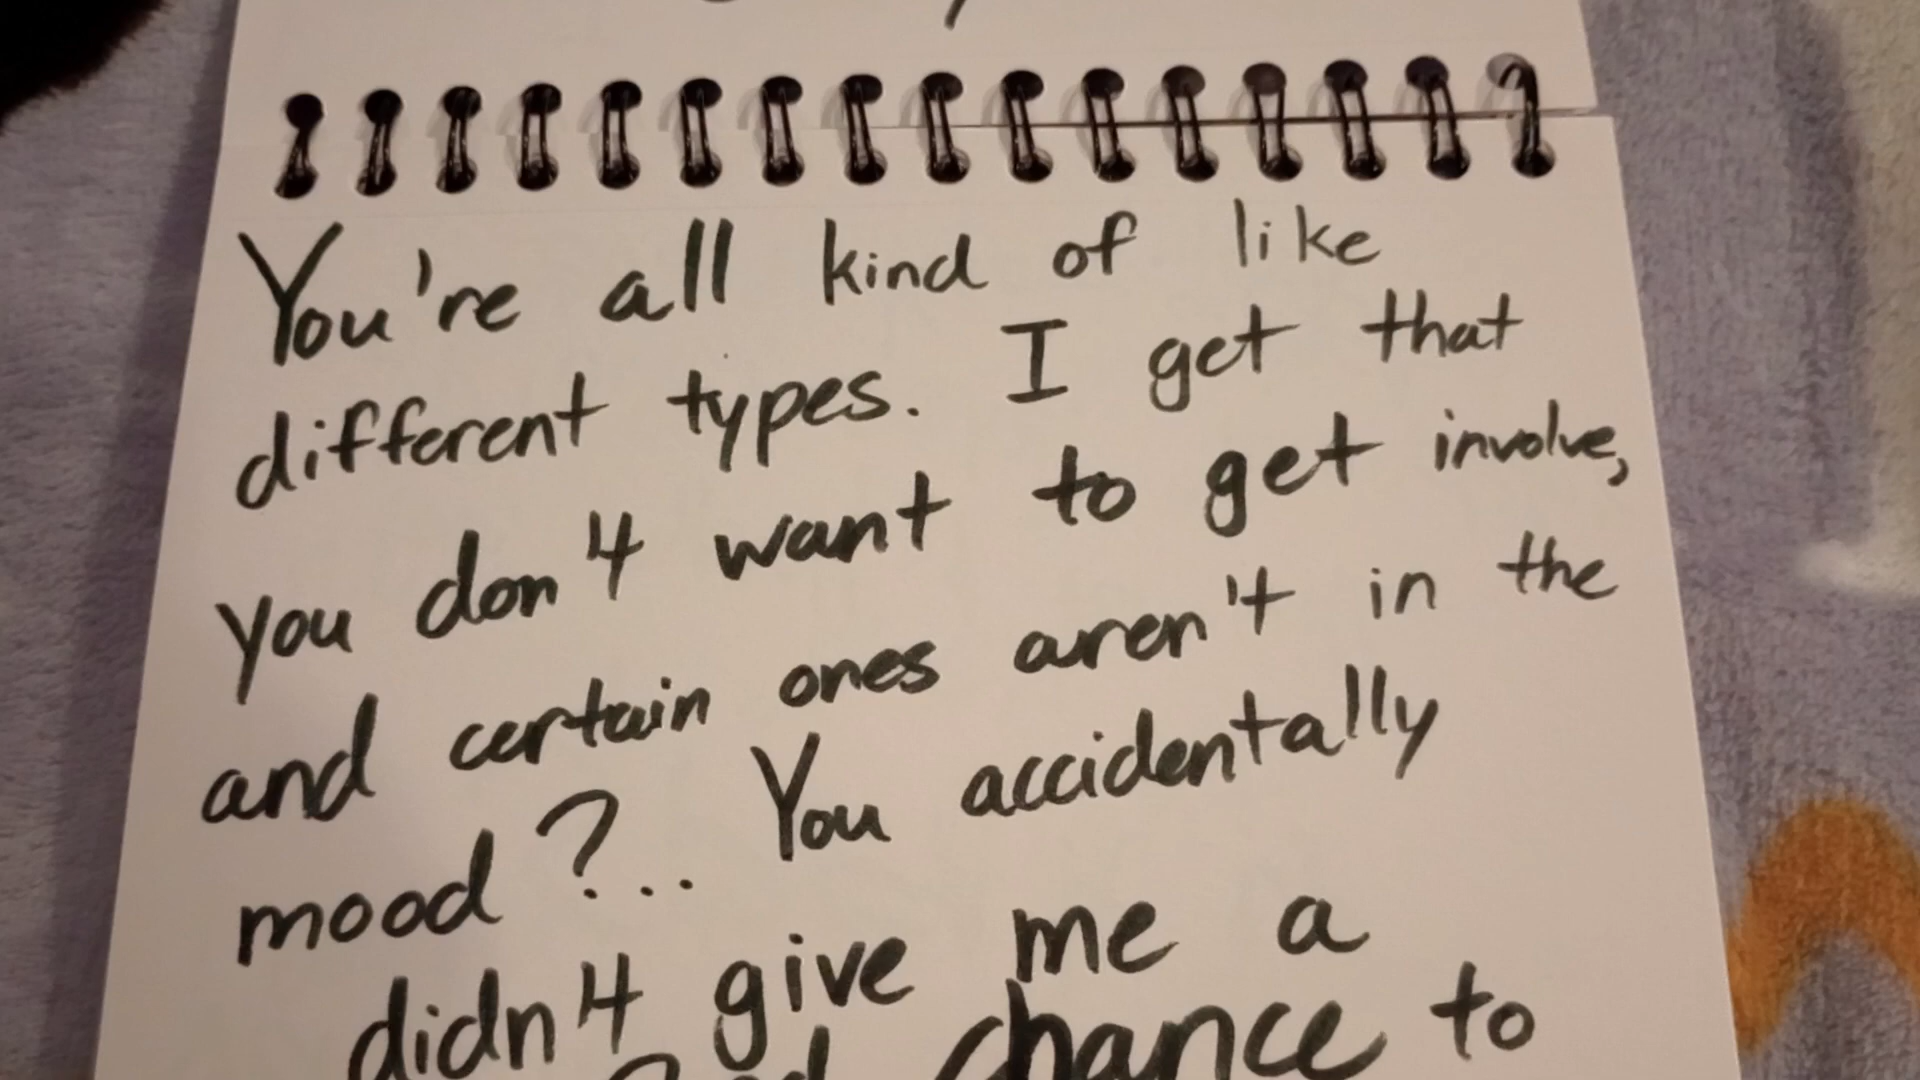 You're all kind of like
different types. I get that
you don't want to get involve,
and certain ones aren't in the
mood?.. You accidentally
didn't give me a
chance to